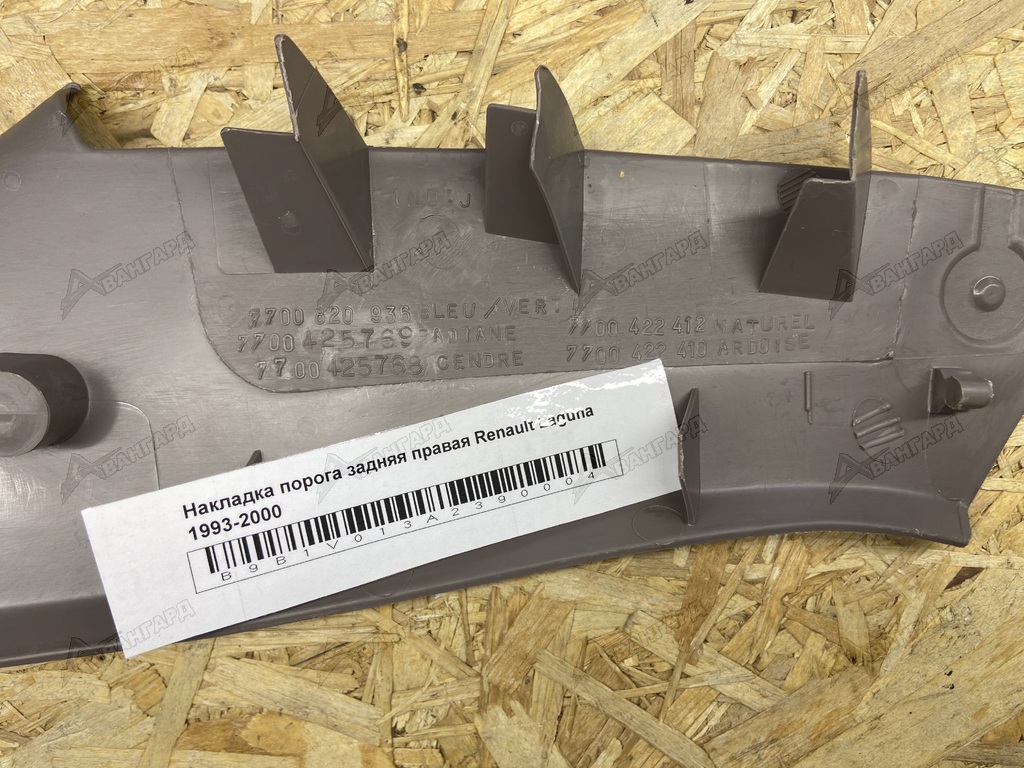 7700 820 936 BLEU/VERT
7700 425769 RADIANE
7700 425768 CENDRE
7700 422 412 NATUREL
7700 422 410 ARDOISE
Накладка порога задняя правая Renault Laguna
1993-2000
B9B1V013A2390004
АВАНГАРД